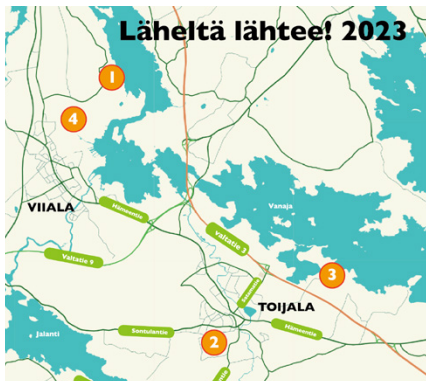 Läheltä lähtee! 2023
1
4
VIIALA
Hämeentie
Vanaja
Valtatie 9
valtatie 3
3
Sontulantie
TOIJALA
Hämeentie
2
Jalanti